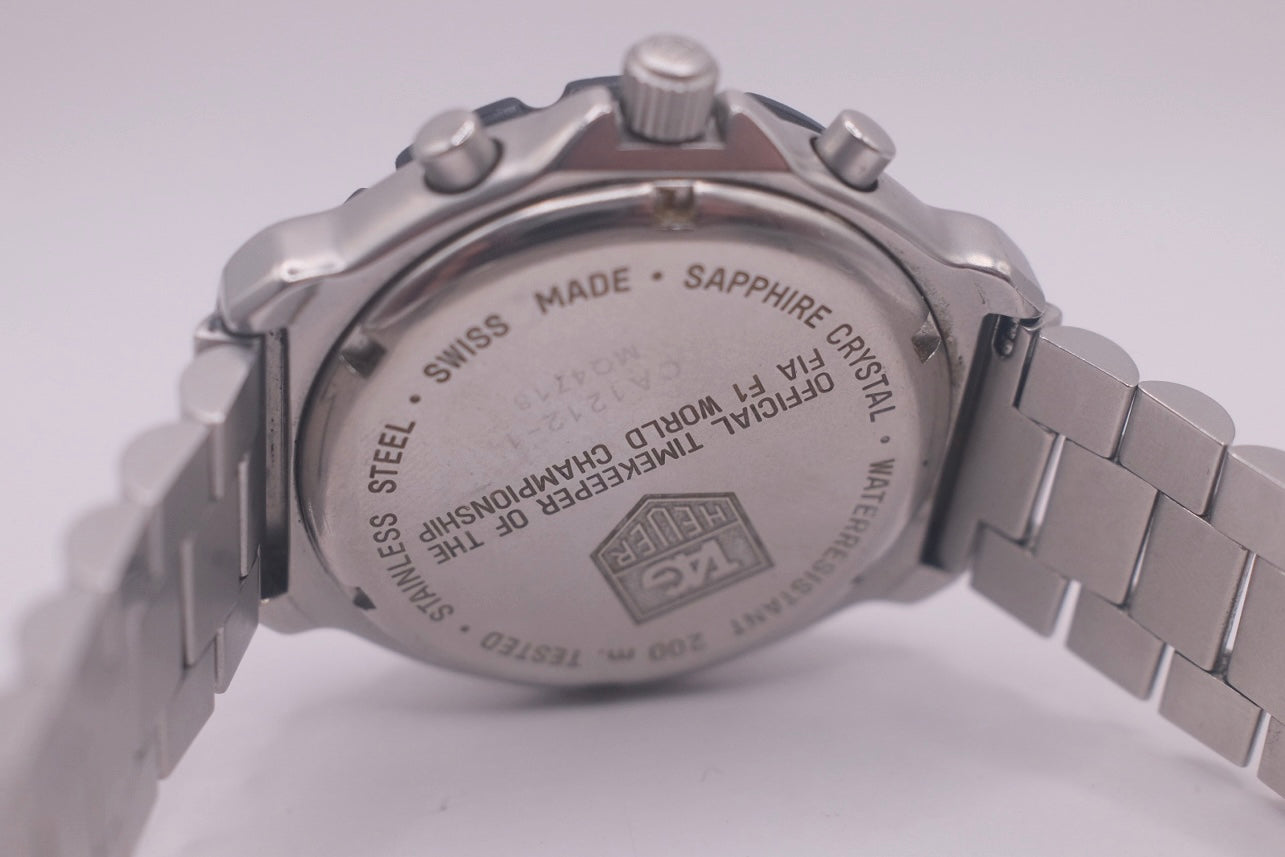 SWISS MADE • SAPPHIRE CRYSTAL • WATERRESISTANT 200 m. TESTED • STAINLESS STEEL •
TAG
HEUER
OFFICIAL TIMEKEEPER OF THE
FIA F1 WORLD CHAMPIONSHIP
CA1212-1